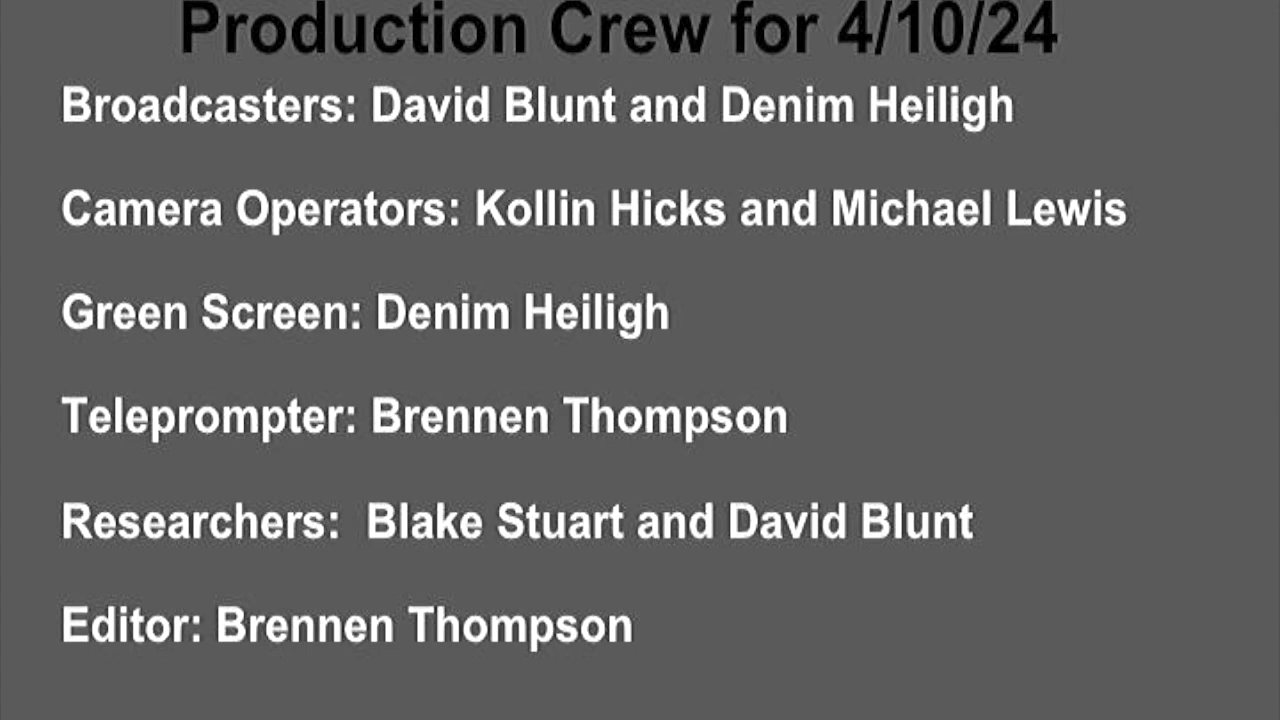 Production Crew for 4/10/24
Broadcasters: David Blunt and Denim Heiligh
Camera Operators: Kollin Hicks and Michael Lewis
Green Screen: Denim Heiligh
Teleprompter: Brennen Thompson
Researchers:  Blake Stuart and David Blunt
Editor: Brennen Thompson